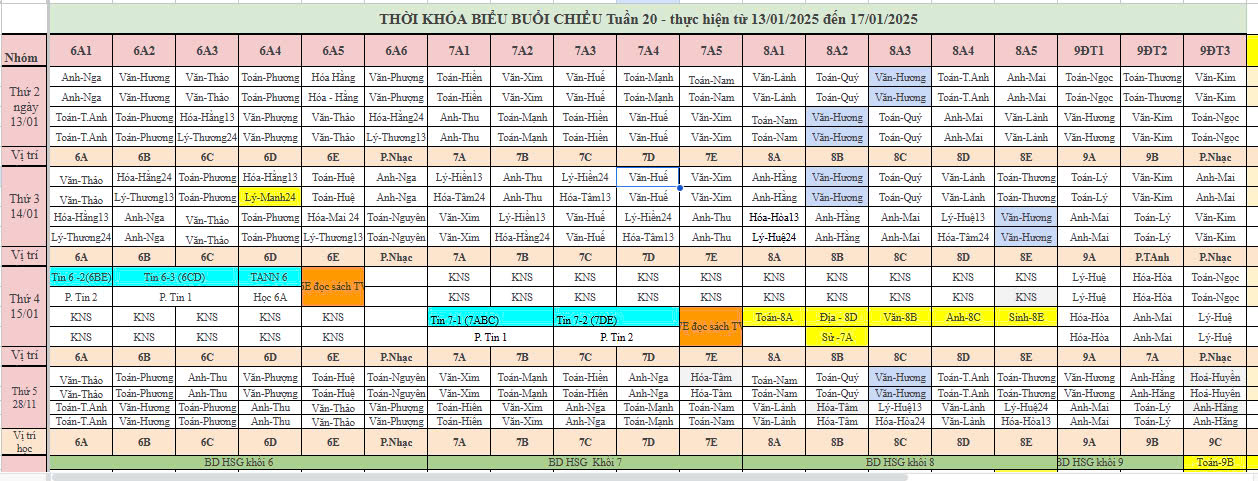 THỜI KHÓA BIỂU BUỔI CHIỀU Tuần 20 - thực hiện từ 13/01/2025 đến 17/01/2025
Nhóm 6A1 6A2 6A3 6A4 6A5 6A6 7A1 7A2 7A3 7A4 7A5 8A1 8A2 8A3 8A4 8A5 9ĐT1 9ĐT2 9ĐT3
Thứ 2 ngày 13/01
Anh-Nga Văn-Hương Văn-Thảo Toán-Phương Hóa Hằng Văn-Phượng Toán-Hiền Văn-Xim Văn-Huế Toán-Mạnh Toán-Nam Văn-Lành Toán-Quý Văn-Hương Toán-T.Anh Anh-Mai Toán-Ngọc Toán-Thương Văn-Kim
Anh-Nga Văn-Hương Văn-Thảo Toán-Phương Hóa - Hằng Văn-Phượng Toán-Hiền Văn-Xim Văn-Huế Toán-Mạnh Toán-Nam Văn-Lành Toán-Quý Văn-Hương Toán-T.Anh Anh-Mai Toán-Ngọc Toán-Thương Văn-Kim
Toán-T.Anh Toán-Phương Hóa-Hằng13 Văn-Phượng Văn-Thảo Hóa-Hằng24 Anh-Thu Toán-Mạnh Toán-Hiền Văn-Huế Văn-Xim Toán-Nam Văn-Hương Toán-Quý Anh-Mai Văn-Lành Toán-Thương Văn-Kim Toán-Ngọc
Toán-T.Anh Toán-Phương Lý-Thương24 Văn-Phượng Văn-Thảo Lý-Thương13 Anh-Thu Toán-Mạnh Toán-Hiền Văn-Huế Văn-Xim Toán-Nam Văn-Hương Toán-Quý Anh-Mai Văn-Lành Toán-Thương Văn-Kim Toán-Ngọc
Vị trí 6A 6B 6C 6D 6E P.Nhạc 7A 7B 7C 7D 7E 8A 8B 8C 8D 8E 9A 9B P.Nhạc
Thứ 3 14/01
Văn-Thảo Hóa-Hằng24 Toán-Phương Hóa-Hằng13 Toán-Huệ Anh-Nga Lý-Hiền13 Anh-Thu Lý-Hiền24 Văn-Huế Văn-Xim Anh-Hằng Văn-Hương Toán-Quý Văn-Lành Toán-Thương Toán-Lý Văn-Kim Anh-Mai
Văn-Thảo Lý-Thương13 Toán-Phương Lý-Mạnh24 Toán-Huệ Anh-Nga Hóa-Tâm24 Anh-Thu Hóa-Tâm13 Văn-Huế Văn-Xim Anh-Hằng Văn-Hương Toán-Quý Văn-Lành Toán-Thương Toán-Lý Văn-Kim Anh-Mai
Hóa-Hằng13 Anh-Nga Văn-Thảo Toán-Phương Hóa-Mai 24 Toán-Nguyên Văn-Xim Lý-Hiền13 Văn-Huế Lý-Hiền24 Anh-Thu Hóa-Hòa13 Anh-Hằng Anh-Mai Lý-Huệ13 Văn-Hương Anh-Mai Toán-Lý Văn-Kim
Lý-Thương24 Anh-Nga Văn-Thảo Toán-Phương Lý-Thương13 Toán-Nguyên Văn-Xim Hóa-Hằng24 Văn-Huế Hóa-Tâm13 Anh-Thu Lý-Huệ24 Anh-Hằng Anh-Mai Hóa-Tâm24 Văn-Hương Anh-Mai Toán-Lý Văn-Kim
Vị trí 6A 6B 6C 6D 6E P.Nhạc 7A 7B 7C 7D 7E 8A 8B 8C 8D 8E 9A P.TAnh P.Nhạc
Thứ 4 15/01
Tin 6-2(6BE) Tin 6-3 (6CD) TANN 6 6E đọc sách TV KNS KNS KNS KNS KNS KNS KNS KNS KNS KNS Lý-Huệ Hóa-Hòa Toán-Ngọc
P. Tin 2 P. Tin 1 Học 6A KNS KNS KNS KNS KNS KNS KNS KNS KNS KNS Lý-Huệ Hóa-Hòa Toán-Ngọc
KNS KNS KNS KNS KNS Tin 7-1 (7ABC) Tin 7-2 (7DE) 7E đọc sách TV Toán-8A Địa - 8D Văn-8B Anh-8C Sinh-8E Hóa-Hòa Anh-Mai Lý-Huệ
KNS KNS KNS KNS KNS P. Tin 1 P. Tin 2 Sử -7A Hóa-Hòa Anh-Mai Lý-Huệ
Vị trí 6A 6B 6C 6D 6E P.Nhạc 7A 7B 7C 7D 7E 8A 8B 8C 8D 8E 9A 7A P.Nhạc
Thứ 5 28/11
Văn-Thảo Toán-Phương Anh-Thu Văn-Phượng Toán-Huệ Toán-Nguyên Văn-Xim Toán-Mạnh Toán-Hiền Anh-Nga Hóa-Tâm Toán-Nam Toán-Quý Văn-Hương Toán-T.Anh Toán-Thương Văn-Hương Anh-Hằng Hoá-Huyền
Văn-Thảo Toán-Phương Anh-Thu Văn-Phượng Toán-Huệ Toán-Nguyên Văn-Xim Toán-Mạnh Toán-Hiền Anh-Nga Hóa-Tâm Toán-Nam Toán-Quý Văn-Hương Toán-T.Anh Toán-Thương Văn-Hương Anh-Hằng Hoá-Huyền
Toán-T.Anh Văn-Hương Toán-Phương Anh-Thu Văn-Thảo Văn-Phượng Toán-Hiền Văn-Xim Anh-Nga Toán-Mạnh Toán-Nam Văn-Lành Hóa-Tâm Lý-Huệ13 Văn-Lành Lý-Huệ24 Anh-Mai Toán-Lý Anh-Hằng
Toán-T.Anh Văn-Hương Toán-Phương Anh-Thu Văn-Thảo Văn-Phượng Toán-Hiền Văn-Xim Anh-Nga Toán-Mạnh Toán-Nam Văn-Lành Hóa-Tâm Hóa-Hòa24 Văn-Lành Hóa-Hòa13 Anh-Mai Toán-Lý Anh-Hằng
Vị trí học 6A 6B 6C 6D 6E P.Nhạc 7A 7B 7C 7D 7E 8A 8B 8C 8D 8E 9A 9B 9C
BD HSG khối 6 BD HSG Khối 7 BD HSG khối 8 BD HSG khối 9 Toán-9B